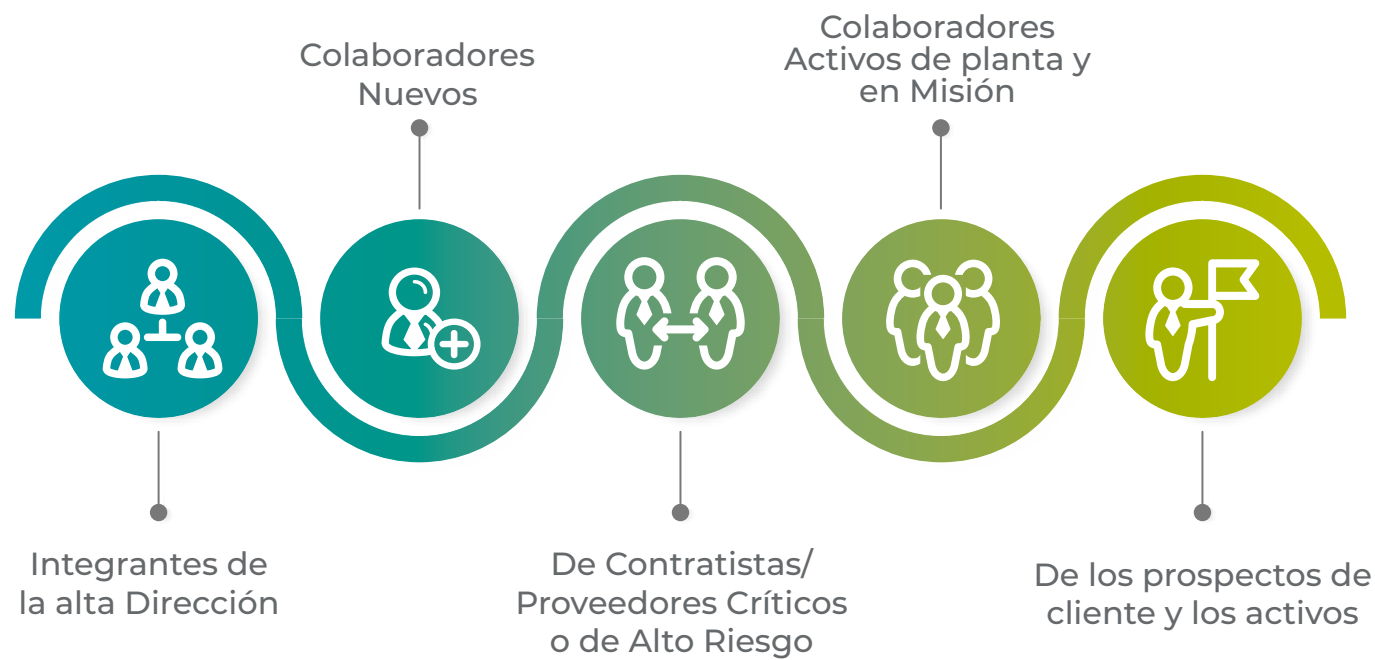 Integrantes de
la alta Dirección
Colaboradores
Nuevos
De Contratistas/
Proveedores Críticos
o de Alto Riesgo
Colaboradores
Activos de planta y
en Misión
De los prospectos de
cliente y los activos